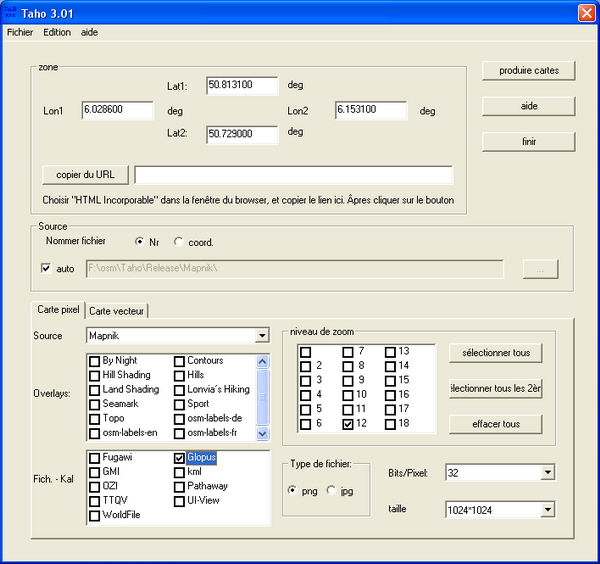 Taho 3.01
Fichier Edition aide
zone
Lat1: 50.813100 deg
Lon1 6.028600 deg Lon2 6.153100 deg
Lat2: 50.729000 deg
copier du URL
Choisir "HTML Incorporable" dans la fenêtre du browser, et copier le lien ici. Âpres cliquer sur le bouton
produire cartes
aide
finir
Source
Nommer fichier Nr coord.
auto F:\osm\Taho\Release\Mapnik\ ...
Carte pixel Carte vecteur
Source Mapnik
Overlays:
By Night Contours
Hill Shading Hills
Land Shading Lonvia´s Hiking
Seamark Sport
Topo osm-labels-de
osm-labels-en osm-labels-fr
Fich. - Kal
Fugawi Glopus
GMI kml
OZI Pathaway
TTQV UI-View
WorldFile
niveau de zoom
7 13
2 8 14
3 9 15
4 10 16
5 11 17
6 12 18
sélectionner tous
électionner tous les 2èr
effacer tous
Type de fichier:
png jpg
Bits/Pixel: 32
taille 1024*1024